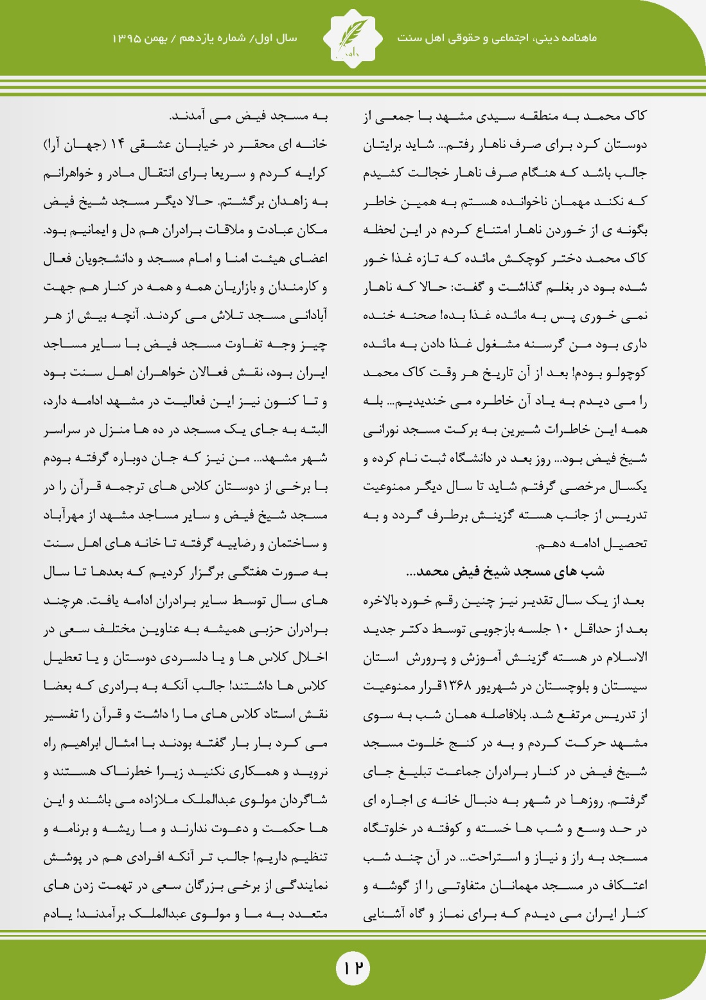 ماهنامه دینی، اجتماعی و حقوقی اهل سنت
سال اول/ شماره یازدهم / بهمن ۱۳۹۵
کاک محمد به منطقه سیدی مشهد با جمعی از
دوستان کرد برای صرف ناهار رفتم... شاید برایتان
جالب باشد که هنگام صرف ناهار خجالت کشیدم
که نکند مهمان ناخوانده هستم به همین خاطر
بگونه ی از خوردن ناهار امتناع کردم در این لحظه
کاک محمد دختر کوچکش مائده که تازه غذا خور
شده بود در بغلم گذاشت و گفت: حالا که ناهار
نمی خوری پس به مائده غذا بده! صحنه خنده
داری بود من گرسنه مشغول غذا دادن به مائده
کوچولو بودم! بعد از آن تاریخ هر وقت کاک محمد
را می دیدم به یاد آن خاطره می خندیدیم... بله
همه این خاطرات شیرین به برکت مسجد نورانی
شیخ فیض بود... روز بعد در دانشگاه ثبت نام کرده و
یکسال مرخصی گرفتم شاید تا سال دیگر ممنوعیت
تدریس از جانب هسته گزینش برطرف گردد و به
تحصیل ادامه دهم.
شب های مسجد شیخ فیض محمد...
بعد از یک سال تقدیر نیز چنین رقم خورد بالاخره
بعد از حداقل ۱۰ جلسه بازجویی توسط دکتر جدید
الاسلام در هسته گزینش آموزش و پرورش استان
سیستان و بلوچستان در شهریور ۱۳۶۸قرار ممنوعیت
از تدریس مرتفع شد. بلافاصله همان شب به سوی
مشهد حرکت کردم و به در کنج خلوت مسجد
شیخ فیض در کنار برادران جماعت تبلیغ جای
گرفتم. روزها در شهر به دنبال خانه ی اجاره ای
در حد وسع و شب ها خسته و کوفته در خلوتگاه
مسجد به راز و نیاز و استراحت... در آن چند شب
اعتکاف در مسجد مهمانان متفاوتی را از گوشه و
کنار ایران می دیدم که برای نماز و گاه آشنایی
به مسجد فیض می آمدند.
خانه ای محقر در خیابان عشقی ۱۴ (جهان آرا)
کرایه کردم و سریعا برای انتقال مادر و خواهرانم
به زاهدان برگشتم. حالا دیگر مسجد شیخ فیض
مکان عبادت و ملاقات برادران هم دل و ایمانیم بود.
اعضای هیئت امنا و امام مسجد و دانشجویان فعال
و کارمندان و بازاریان همه و همه در کنار هم جهت
آبادانی مسجد تلاش می کردند. آنچه بیش از هر
چیز وجه تفاوت مسجد فیض با سایر مساجد
ایران بود، نقش فعالان خواهران اهل سنت بود
و تا کنون نیز این فعالیت در مشهد ادامه دارد،
البته به جای یک مسجد در ده ها منزل در سراسر
شهر مشهد... من نیز که جان دوباره گرفته بودم
با برخی از دوستان کلاس های ترجمه قرآن را در
مسجد شیخ فیض و سایر مساجد مشهد از مهرآباد
و ساختمان و رضاییه گرفته تا خانه های اهل سنت
به صورت هفتگی برگزار کردیم که بعدها تا سال
های سال توسط سایر برادران ادامه یافت. هرچند
برادران حزبی همیشه به عناوین مختلف سعی در
اخلال کلاس ها و یا دلسردی دوستان و یا تعطیل
کلاس ها داشتند! جالب آنکه به برادری که بعضا
نقش استاد کلاس های ما را داشت و قرآن را تفسیر
می کرد بار بار گفته بودند با امثال ابراهیم راه
نروید و همکاری نکنید زیرا خطرناک هستند و
شاگردان مولوی عبدالملک ملازاده می باشند و این
ها حکمت و دعوت ندارند و ما ریشه و برنامه و
تنظیم داریم! جالب تر آنکه افرادی هم در پوشش
نمایندگی از برخی بزرگان سعی در تهمت زدن های
متعدد به ما و مولوی عبدالملک برآمدند! یادم
۱۲